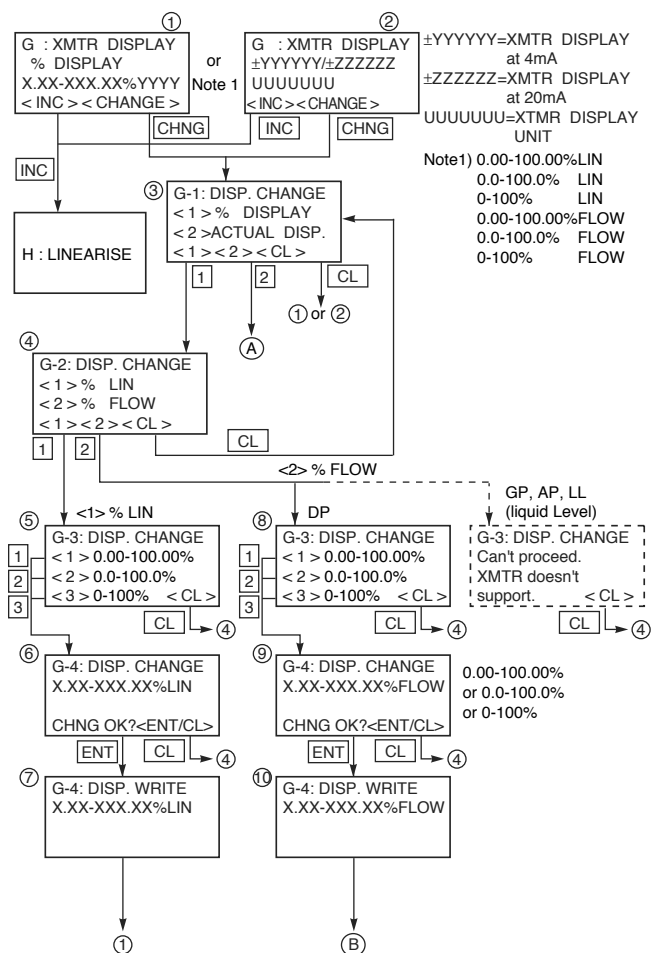 ①
G : XMTR DISPLAY
% DISPLAY
X.XX-XXX.XX%YYYY
< INC > < CHANGE >
or
Note 1
②
G : XMTR DISPLAY
±YYYYYY/±ZZZZZZ
UUUUUUU
< INC > < CHANGE >
±YYYYYY=XMTR DISPLAY
at 4mA
±ZZZZZZ=XMTR DISPLAY
at 20mA
UUUUUUU=XTMR DISPLAY
UNIT
Note1) 0.00-100.00%LIN
0.0-100.0% LIN
0-100% LIN
0.00-100.00%FLOW
0.0-100.0% FLOW
0-100% FLOW
CHNG
INC
CHNG
INC
H : LINEARISE
③
G-1: DISP. CHANGE
< 1 > % DISPLAY
< 2 >ACTUAL DISP.
< 1 > < 2 > < CL >
1
2
CL
① or ②
A
④
G-2: DISP. CHANGE
< 1 > % LIN
< 2 > % FLOW
< 1 > < 2 > < CL >
1
2
CL
<2> % FLOW
<1> % LIN
DP
GP, AP, LL
(liquid Level)
⑤
G-3: DISP. CHANGE
< 1 > 0.00-100.00%
< 2 > 0.0-100.0%
< 3 > 0-100% < CL >
1
2
3
CL
④
⑧
G-3: DISP. CHANGE
< 1 > 0.00-100.00%
< 2 > 0.0-100.0%
< 3 > 0-100% < CL >
1
2
3
CL
④
G-3: DISP. CHANGE
Can't proceed.
XMTR doesn't
support. < CL >
CL
④
⑥
G-4: DISP. CHANGE
X.XX-XXX.XX%LIN
CHNG OK?<ENT/CL>
ENT
CL
④
⑨
G-4: DISP. CHANGE
X.XX-XXX.XX%FLOW
CHNG OK?<ENT/CL>
ENT
CL
④
0.00-100.00%
or 0.0-100.0%
or 0-100%
⑦
G-4: DISP. WRITE
X.XX-XXX.XX%LIN
①
⑩
G-4: DISP. WRITE
X.XX-XXX.XX%FLOW
B